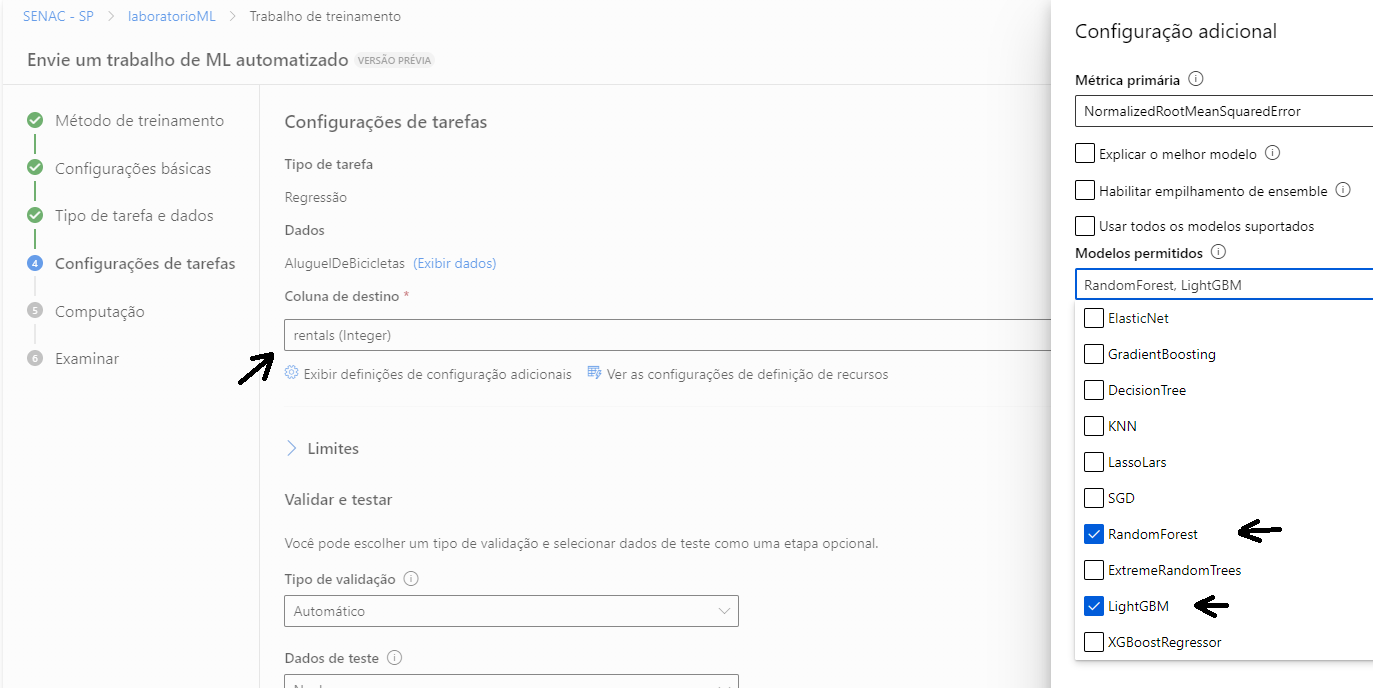 SENAC - SP > laboratorioML > Trabalho de treinamento
Envie um trabalho de ML automatizado VERSÃO PRÉVIA
Método de treinamento
Configurações básicas
Tipo de tarefa e dados
4 Configurações de tarefas
5 Computação
6 Examinar
Configurações de tarefas
Tipo de tarefa
Regressão
Dados
AluguelDeBicicletas (Exibir dados)
Coluna de destino *
rentals (Integer)
Exibir definições de configuração adicionais Ver as configurações de definição de recursos
Limites
Validar e testar
Você pode escolher um tipo de validação e selecionar dados de teste como uma etapa opcional.
Tipo de validação
Automático
Dados de teste
Configuração adicional
Métrica primária
NormalizedRootMeanSquaredError
Explicar o melhor modelo
Habilitar empilhamento de ensemble
Usar todos os modelos suportados
Modelos permitidos
RandomForest, LightGBM
ElasticNet
GradientBoosting
DecisionTree
KNN
LassoLars
SGD
RandomForest
ExtremeRandomTrees
LightGBM
XGBoostRegressor